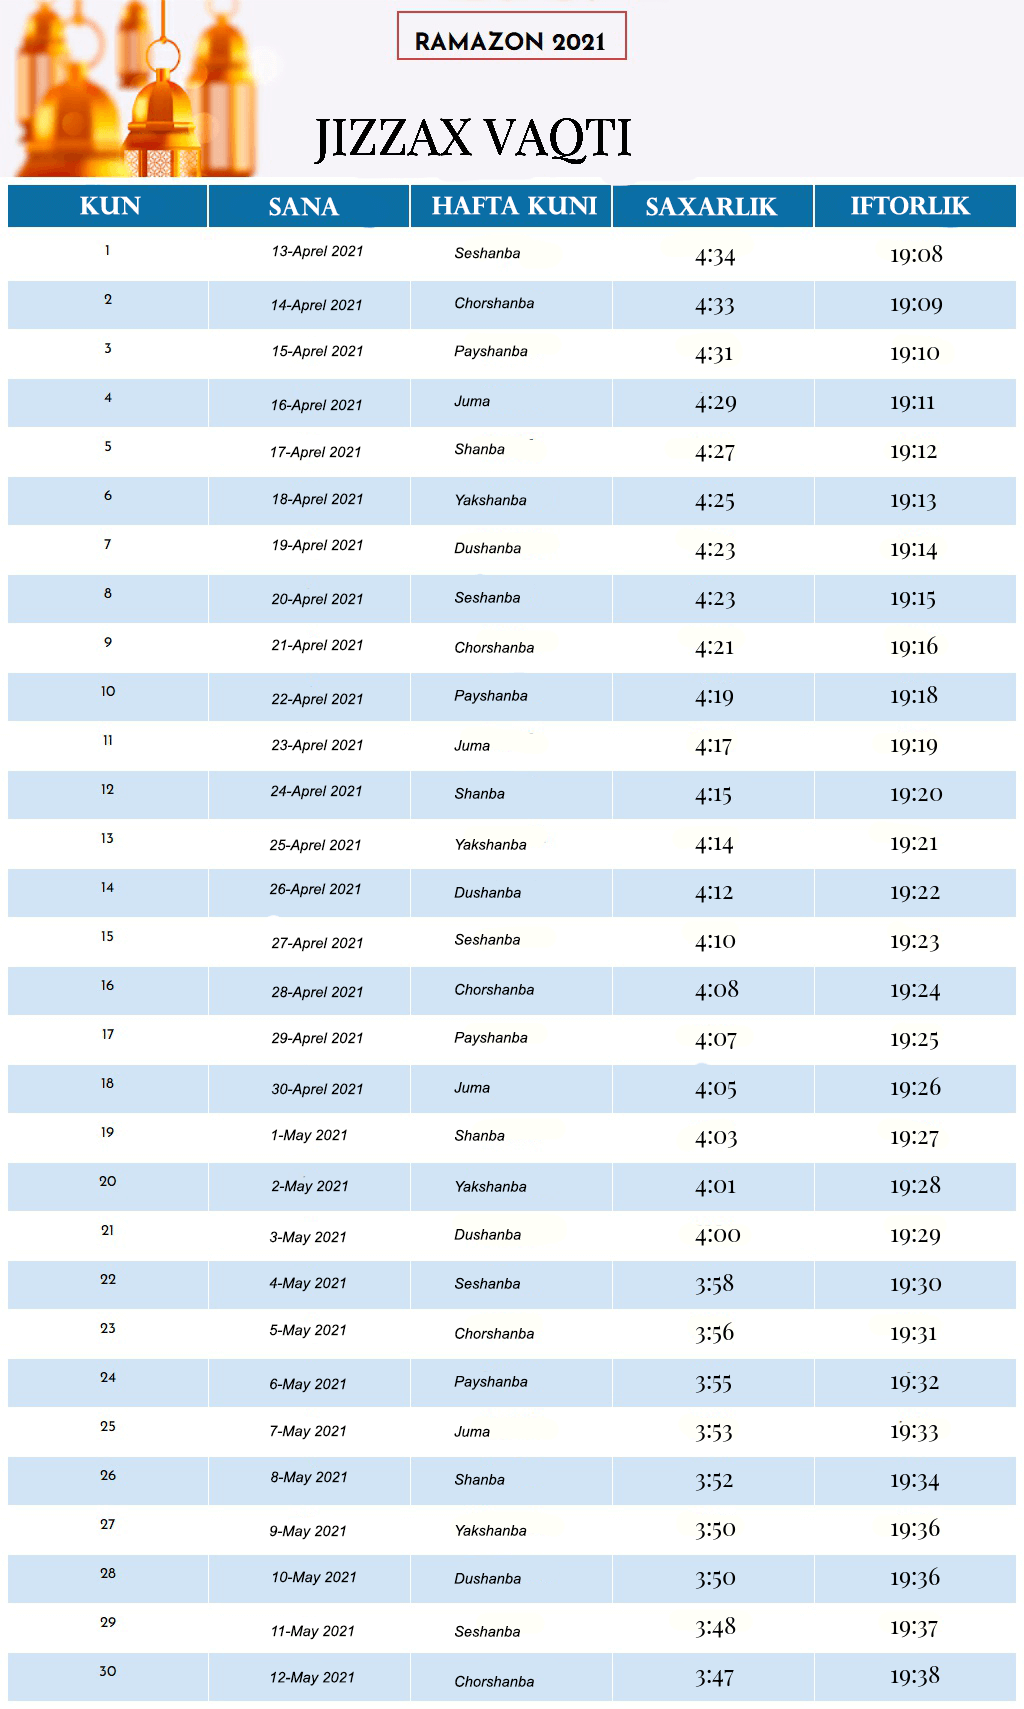 RAMAZON 2021
JIZZAX VAQTI
KUN SANA HAFTA KUNI SAXARLIK IFTORLIK
1 13-Aprel 2021 Seshanba 4:34 19:08
2 14-Aprel 2021 Chorshanba 4:33 19:09
3 15-Aprel 2021 Payshanba 4:31 19:10
4 16-Aprel 2021 Juma 4:29 19:11
5 17-Aprel 2021 Shanba 4:27 19:12
6 18-Aprel 2021 Yakshanba 4:25 19:13
7 19-Aprel 2021 Dushanba 4:23 19:14
8 20-Aprel 2021 Seshanba 4:23 19:15
9 21-Aprel 2021 Chorshanba 4:21 19:16
10 22-Aprel 2021 Payshanba 4:19 19:18
11 23-Aprel 2021 Juma 4:17 19:19
12 24-Aprel 2021 Shanba 4:15 19:20
13 25-Aprel 2021 Yakshanba 4:14 19:21
14 26-Aprel 2021 Dushanba 4:12 19:22
15 27-Aprel 2021 Seshanba 4:10 19:23
16 28-Aprel 2021 Chorshanba 4:08 19:24
17 29-Aprel 2021 Payshanba 4:07 19:25
18 30-Aprel 2021 Juma 4:05 19:26
19 1-May 2021 Shanba 4:03 19:27
20 2-May 2021 Yakshanba 4:01 19:28
21 3-May 2021 Dushanba 4:00 19:29
22 4-May 2021 Seshanba 3:58 19:30
23 5-May 2021 Chorshanba 3:56 19:31
24 6-May 2021 Payshanba 3:55 19:32
25 7-May 2021 Juma 3:53 19:33
26 8-May 2021 Shanba 3:52 19:34
27 9-May 2021 Yakshanba 3:50 19:36
28 10-May 2021 Dushanba 3:50 19:36
29 11-May 2021 Seshanba 3:48 19:37
30 12-May 2021 Chorshanba 3:47 19:38